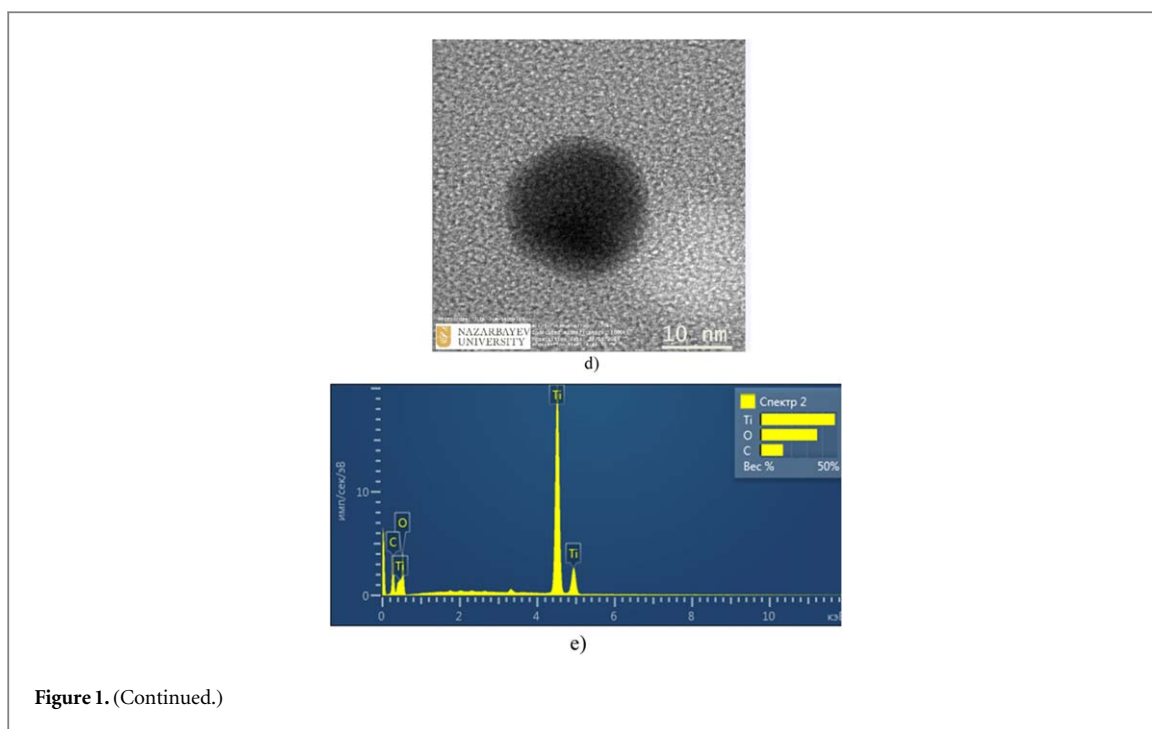 NAZARBAYEV
UNIVERSITY
10 nm
d)
Ti
Спектр 2
Ti
O
C
Вес %
50%
имп/сек/эВ
10
O
C
Ti
Ti
0
0
2
4
6
8
10
e)
Figure 1. (Continued.)